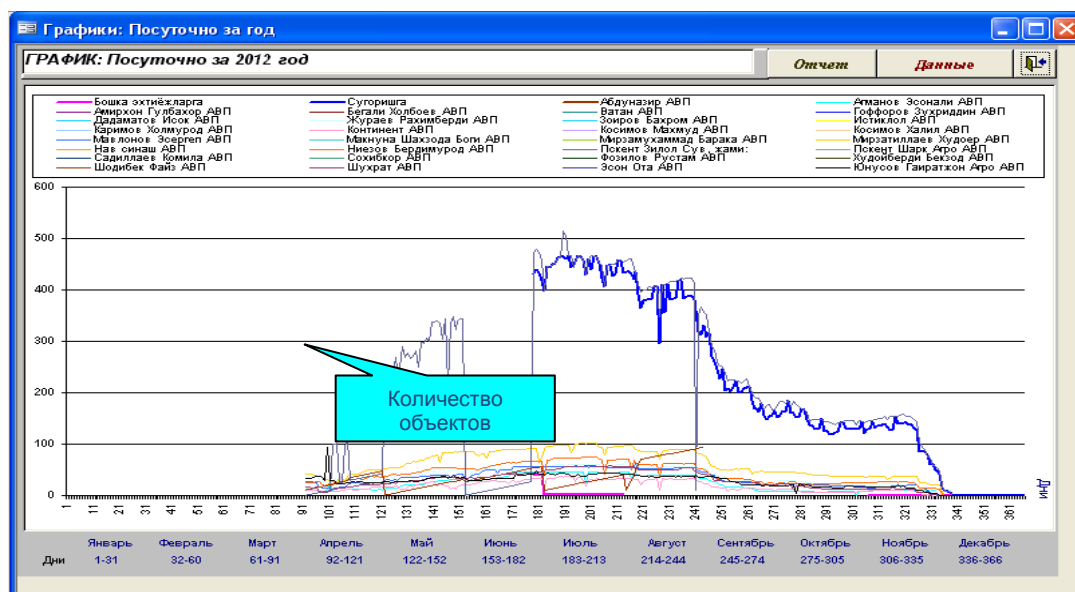 Графики: Посуточно за год
ГРАФИК: Посуточно за 2012 год
Отчет
Данные
Бошка эхтиёжларга Сугоришга Абдуназир АВП Атманов Эсонали АВП
Амирхон Гулбахор АВП Бегали Холбоев АВП Ватан АВП Гоффоров Зухриддин АВП
Дадаматов Исок АВП Жураев Рахимберди АВП Зоиров Бахром АВП Истиклол АВП
Каримов Холмурод АВП Континент АВП Косимов Махмуд АВП Косимов Халил АВП
Мавлонов Эсергеп АВП Макнуна Шахзода Боги АВП Мирзамухаммад Барака АВП Мирзатиллаев Худоер АВП
Нав синаш АВП Ниезов Бердимурод АВП Пскент Зилол Сув жами: Пскент Шарк Агро АВП
Садиллаев Комила АВП Сохибкор АВП Фозилов Рустам АВП Худойберди Бекзод АВП
Шодибек Файз АВП Шухрат АВП Эсон Ота АВП Юнусов Гаиратжон Агро АВП
600
500
400
300
200
100
0
Количество
объектов
1 11 21 31 41 51 61 71 81 91 101 111 121 131 141 151 161 171 181 191 201 211 221 231 241 251 261 271 281 291 301 311 321 331 341 351 361
Дни
Январь Февраль Март Апрель Май Июнь Июль Август Сентябрь Октябрь Ноябрь Декабрь
Дни 1-31 32-60 61-91 92-121 122-152 153-182 183-213 214-244 245-274 275-305 306-335 336-366